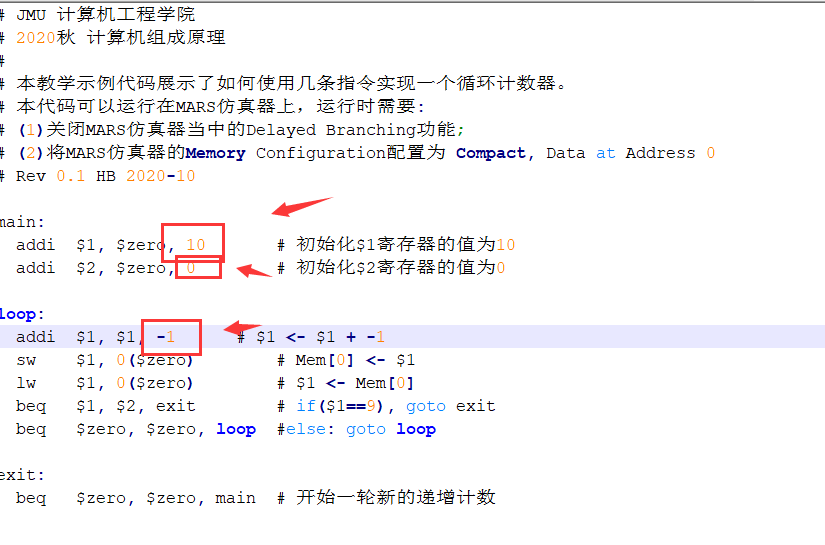 # JMU 计算机工程学院
# 2020秋 计算机组成原理
#
# 本教学示例代码展示了如何使用几条指令实现一个循环计数器。
# 本代码可以运行在MARS仿真器上，运行时需要:
# (1)关闭MARS仿真器当中的Delayed Branching功能;
# (2)将MARS仿真器的Memory Configuration配置为 Compact, Data at Address 0
# Rev 0.1 HB 2020-10
main:
addi $1, $zero, 10 # 初始化$1寄存器的值为10
addi $2, $zero, 0 # 初始化$2寄存器的值为0
loop:
addi $1, $1, -1 # $1 <- $1 + -1
sw $1, 0($zero) # Mem[0] <- $1
lw $1, 0($zero) # $1 <- Mem[0]
beq $1, $2, exit # if($1==9), goto exit
beq $zero, $zero, loop #else: goto loop
exit:
beq $zero, $zero, main # 开始一轮新的递增计数